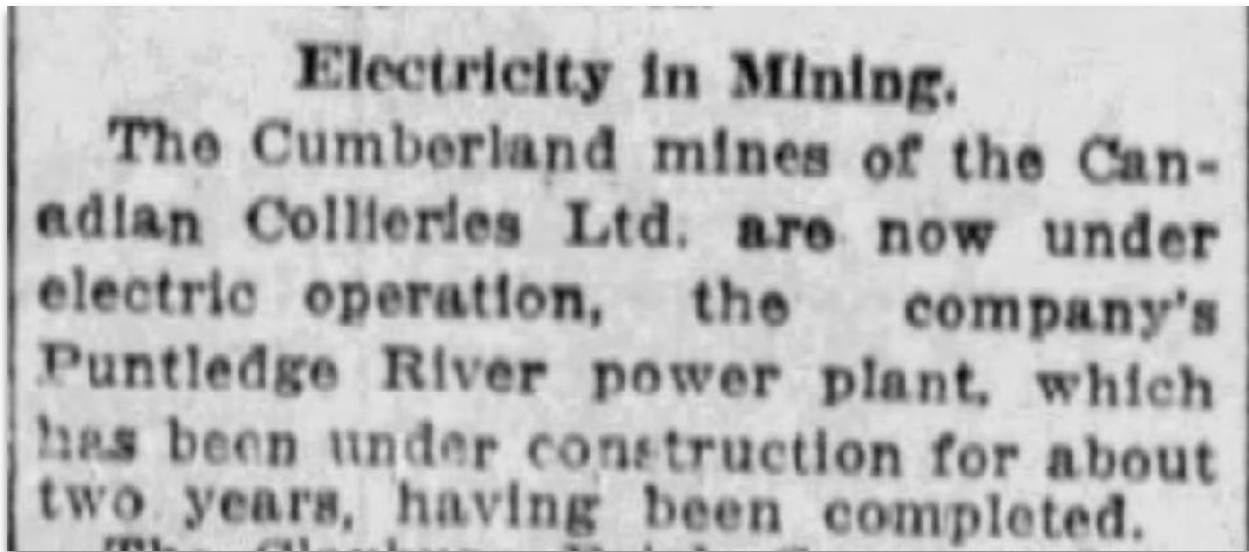 Electricity in Mining.
The Cumberland mines of the Can-
adian Collieries Ltd. are now under
electric operation, the company's
Puntledge River power plant, which
has been under construction for about
two years, having been completed.
The